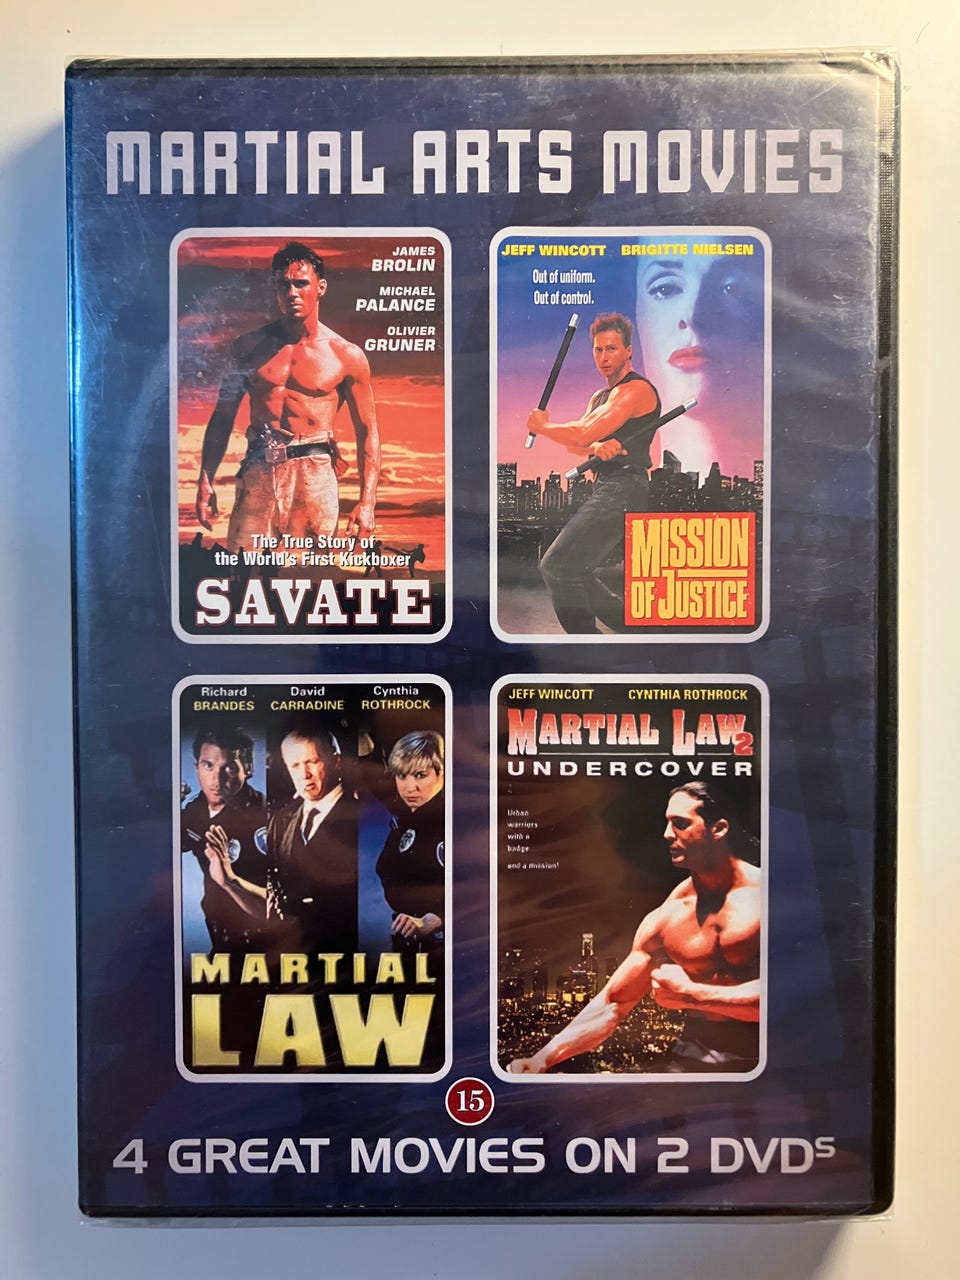 MARTIAL ARTS MOVIES
JAMES
BROLIN
MICHAEL
PALANCE
OLIVIER
GRUNER
The True Story of
the World's First Kickboxer
SAVATE
JEFF WINCOTT BRIGITTE NIELSEN
Out of uniform.
Out of control.
MISSION
OF JUSTICE
Richard David Cynthia
BRANDES CARRADINE ROTHROCK
MARTIAL
LAW
JEFF WINCOTT CYNTHIA ROTHROCK
MARTIAL LAW 2
UNDERCOVER
Urban
warriors
with a
badge
and a mission!
15
4 GREAT MOVIES ON 2 DVDS